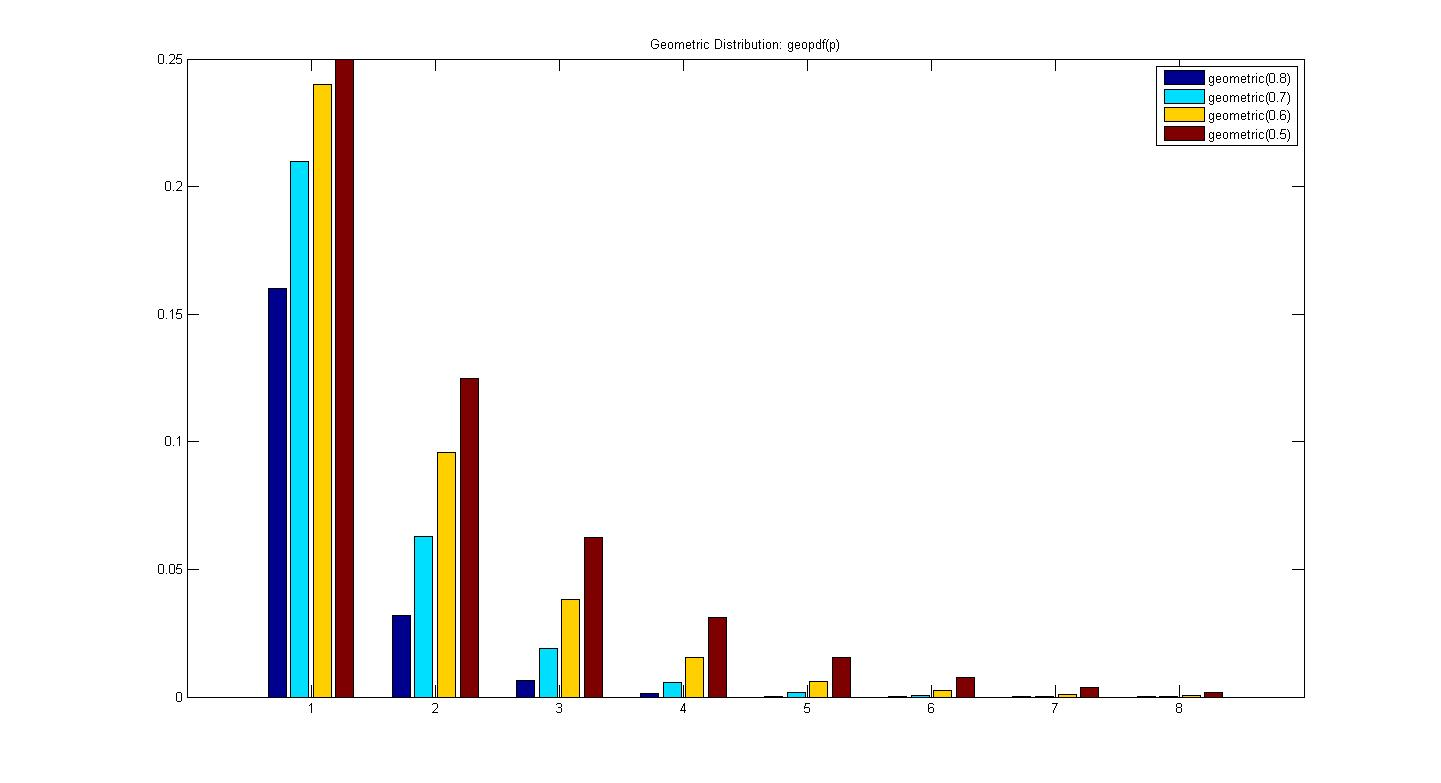 Geometric Distribution: geopdf(p)
0.25
0.2
0.15
0.1
0.05
0
1 2 3 4 5 6 7 8
geometric(0.8)
geometric(0.7)
geometric(0.6)
geometric(0.5)